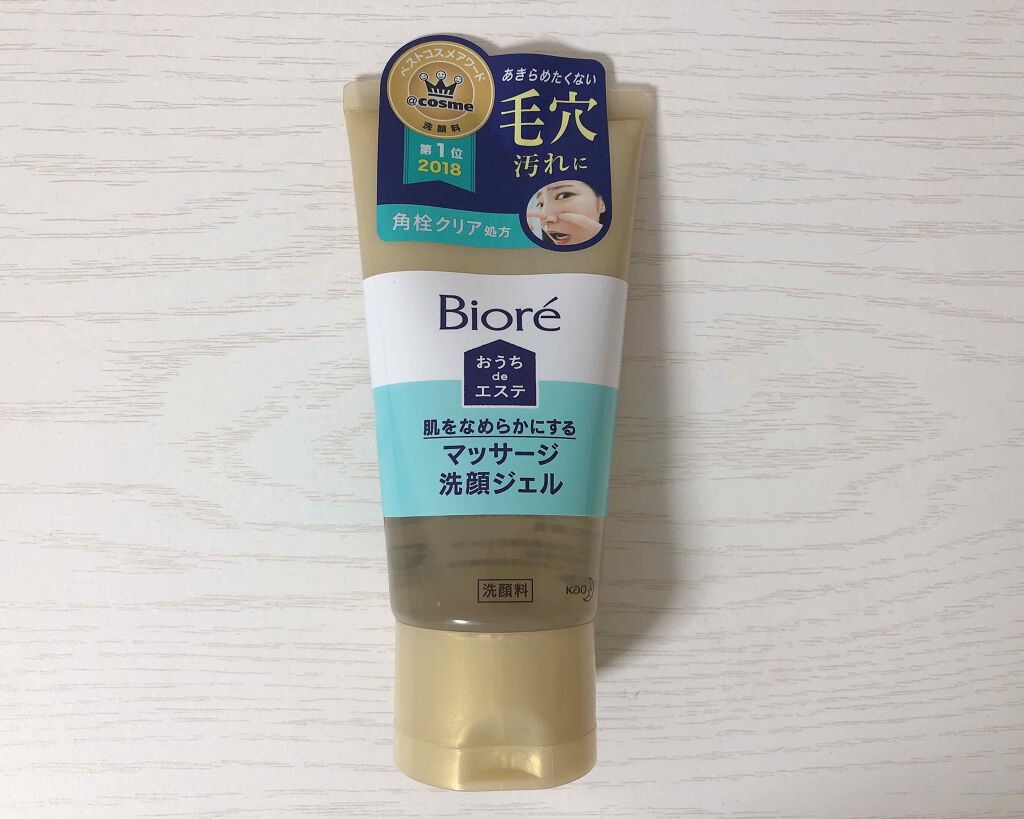 ベストコスメアワード
@cosme
洗顔料
第1位
2018
あきらめたくない
毛穴
汚れに
角栓クリア処方
Bioré
おうち
de
エステ
肌をなめらかにする
マッサージ
洗顔ジェル
洗顔料
Kao